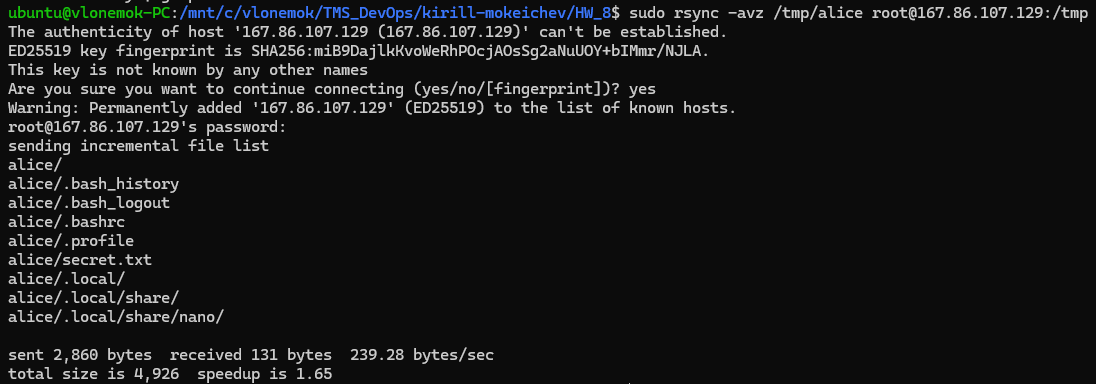 ubuntu@vlonemok-PC:/mnt/c/vlonemok/TMS_DevOps/kirill-mokeichev/HW_8$ sudo rsync -avz /tmp/alice root@167.86.107.129:/tmp
The authenticity of host '167.86.107.129 (167.86.107.129)' can't be established.
ED25519 key fingerprint is SHA256:miB9DajlkKvoWeRhPOcjAOsSg2aNuUOY+bIMmr/NJLA.
This key is not known by any other names
Are you sure you want to continue connecting (yes/no/[fingerprint])? yes
Warning: Permanently added '167.86.107.129' (ED25519) to the list of known hosts.
root@167.86.107.129's password:
sending incremental file list
alice/
alice/.bash_history
alice/.bash_logout
alice/.bashrc
alice/.profile
alice/secret.txt
alice/.local/
alice/.local/share/
alice/.local/share/nano/
sent 2,860 bytes  received 131 bytes  239.28 bytes/sec
total size is 4,926  speedup is 1.65